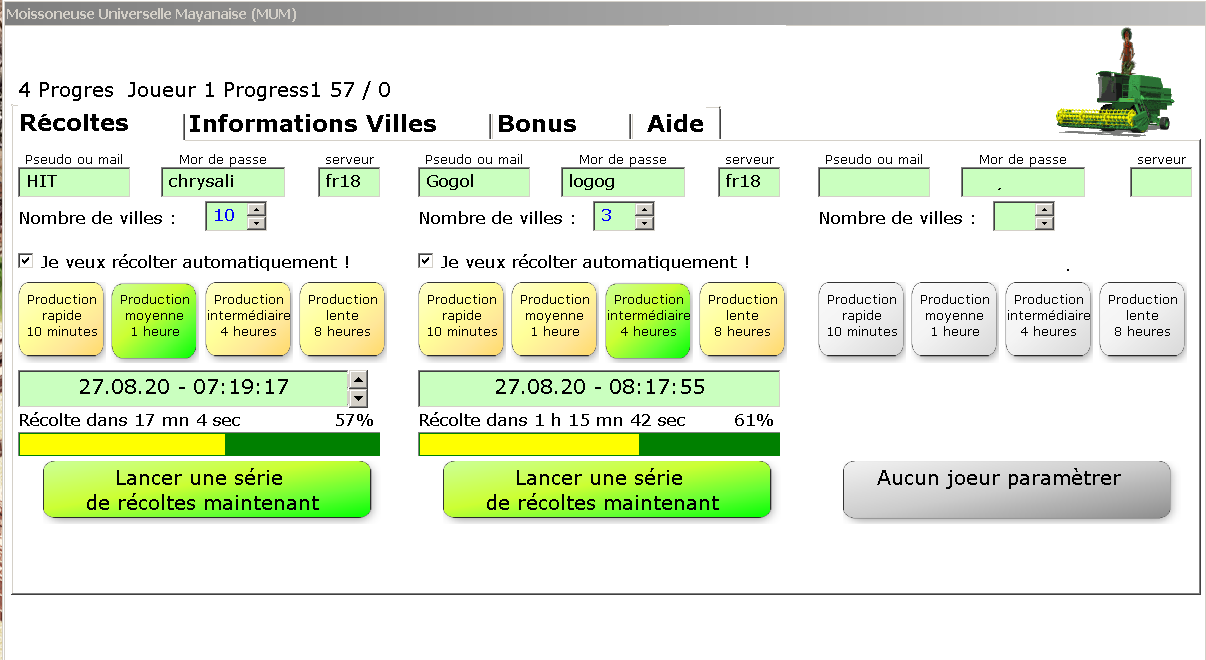 Moissoneuse Universelle Mayanaise (MUM)
4 Progres Joueur 1 Progress1 57 / 0
Récoltes
Informations Villes
Bonus
Aide
Pseudo ou mail
Mor de passe
serveur
HIT
chrysali
fr18
Nombre de villes :
10
Je veux récolter automatiquement !
Production
rapide
10 minutes
Production
moyenne
1 heure
Production
intermédiaire
4 heures
Production
lente
8 heures
27.08.20 - 07:19:17
Récolte dans 17 mn 4 sec
57%
Lancer une série
de récoltes maintenant
Pseudo ou mail
Mor de passe
serveur
Gogol
logog
fr18
Nombre de villes :
3
Je veux récolter automatiquement !
Production
rapide
10 minutes
Production
moyenne
1 heure
Production
intermédiaire
4 heures
Production
lente
8 heures
27.08.20 - 08:17:55
Récolte dans 1 h 15 mn 42 sec
61%
Lancer une série
de récoltes maintenant
Pseudo ou mail
Mor de passe
serveur
,
Nombre de villes :
.
Production
rapide
10 minutes
Production
moyenne
1 heure
Production
intermédiaire
4 heures
Production
lente
8 heures
Aucun joeur paramètrer